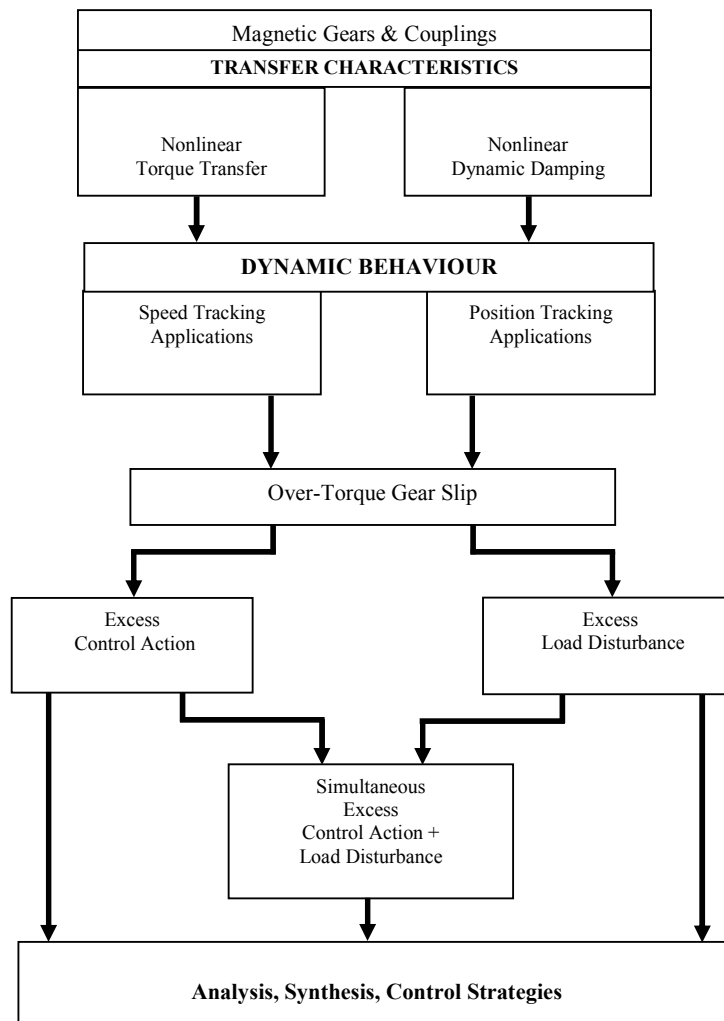 Magnetic Gears & Couplings
TRANSFER CHARACTERISTICS
Nonlinear
Torque Transfer
Nonlinear
Dynamic Damping
DYNAMIC BEHAVIOUR
Speed Tracking
Applications
Position Tracking
Applications
Over-Torque Gear Slip
Excess
Control Action
Excess
Load Disturbance
Simultaneous
Excess
Control Action +
Load Disturbance
Analysis, Synthesis, Control Strategies